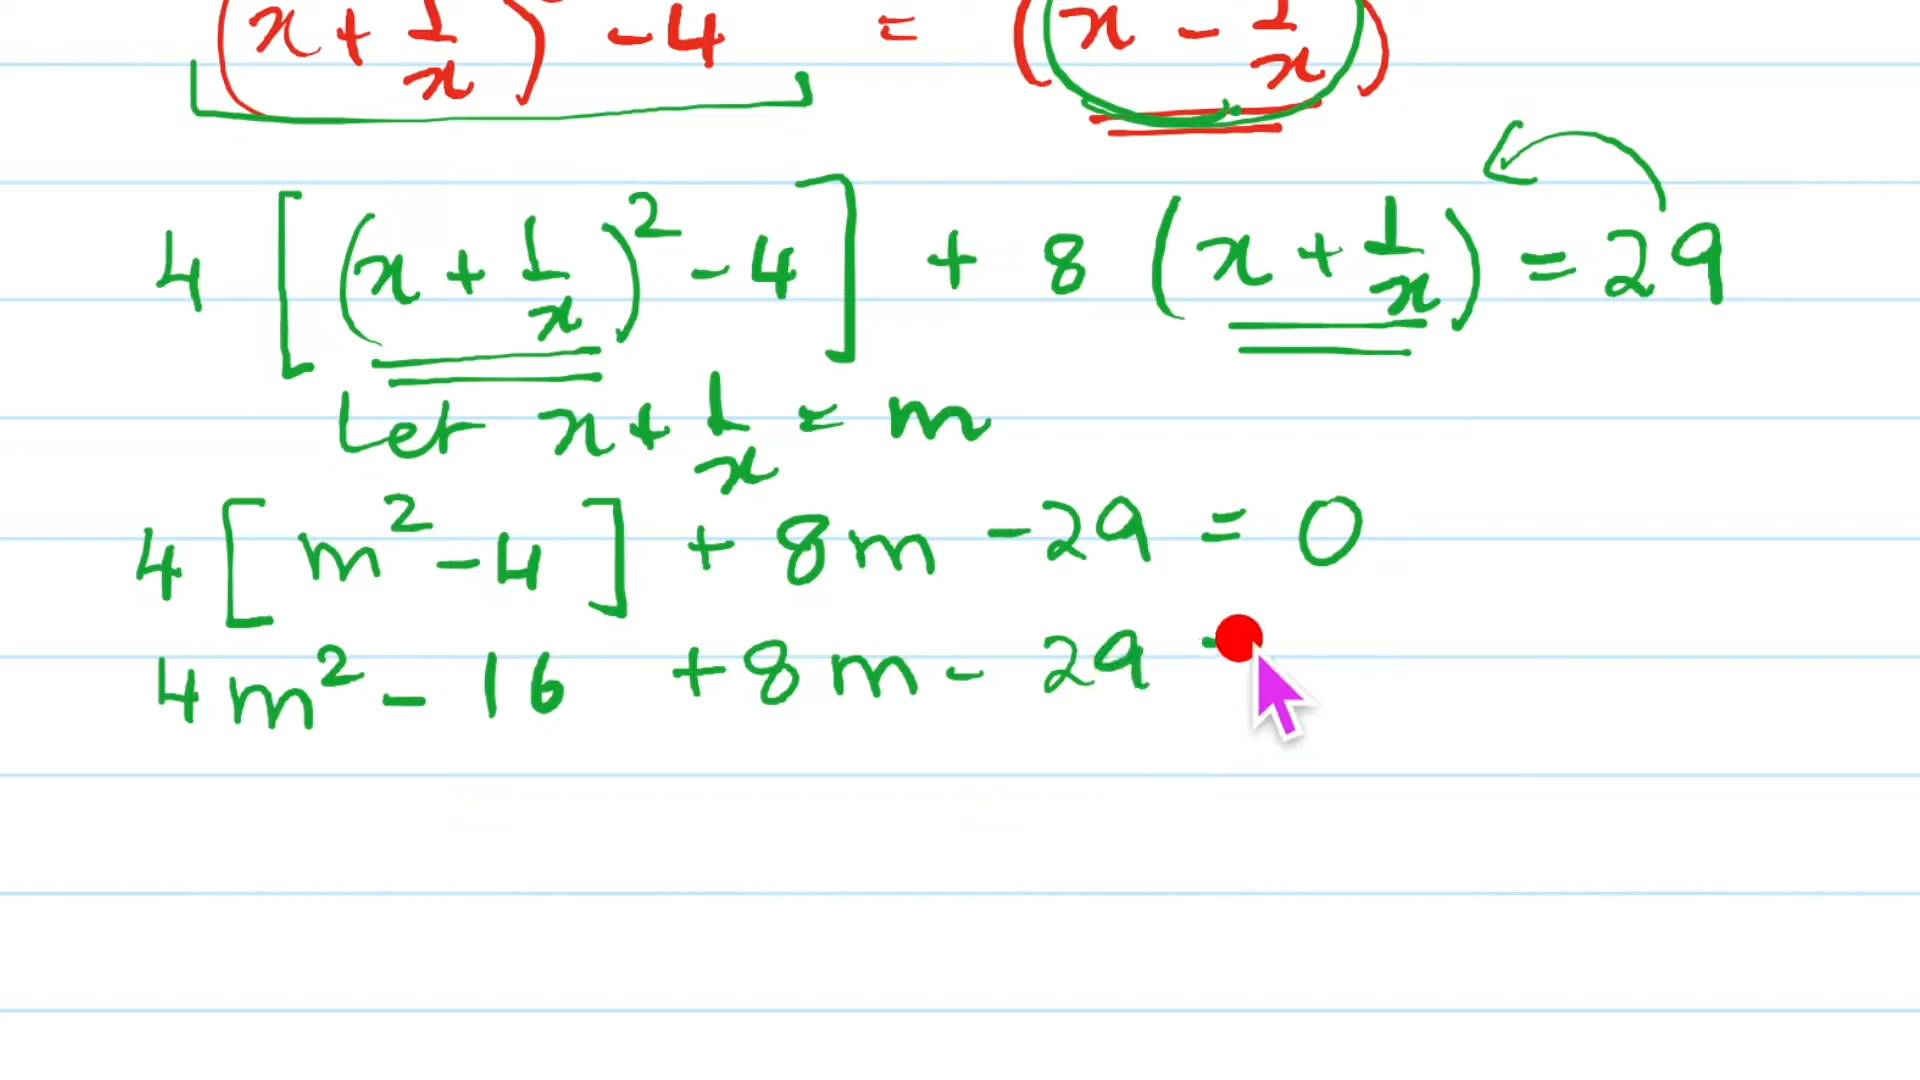 (x + 1/x)² - 4 = (x - 1/x)
4 [(x + 1/x)² - 4] + 8 (x + 1/x) = 29
Let x + 1/x = m
4 [m² - 4] + 8m - 29 = 0
4m² - 16 + 8m - 29